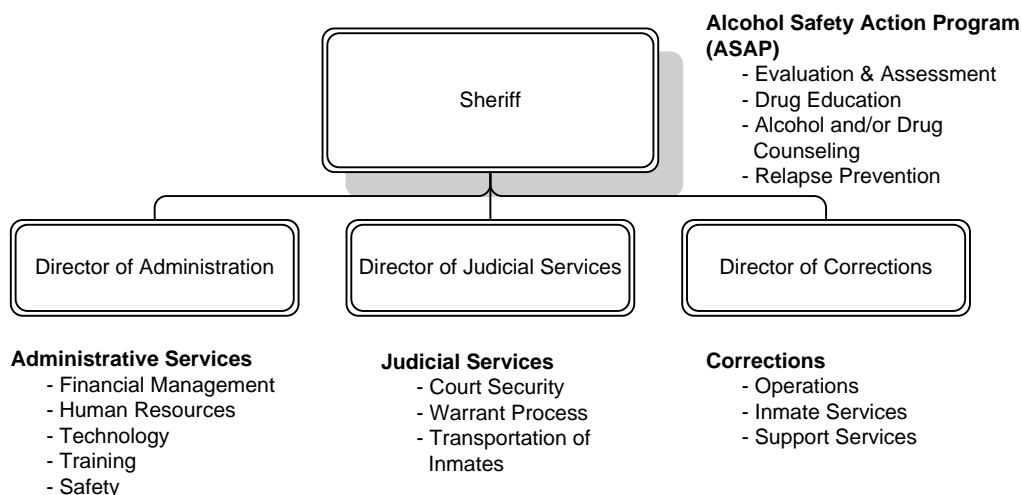 Alcohol Safety Action Program
(ASAP)
- Evaluation & Assessment
- Drug Education
- Alcohol and/or Drug
Counseling
- Relapse Prevention
Sheriff
Director of Administration
Director of Judicial Services
Director of Corrections
Administrative Services
- Financial Management
- Human Resources
- Technology
- Training
- Safety
Judicial Services
- Court Security
- Warrant Process
- Transportation of
Inmates
Corrections
- Operations
- Inmate Services
- Support Services